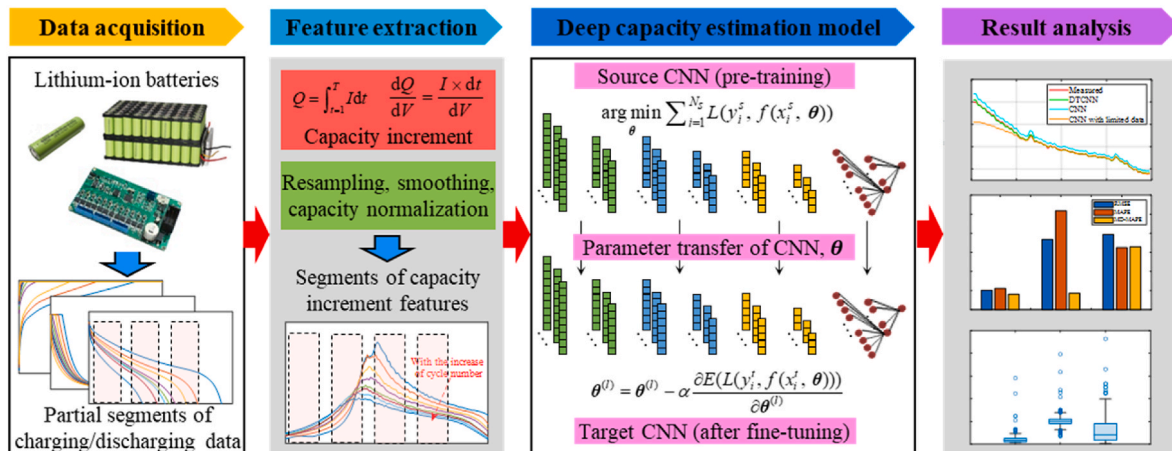 Data acquisition
Feature extraction
Deep capacity estimation model
Result analysis
Lithium-ion batteries
Partial segments of
charging/discharging data
Q = ∫_{t=1}^{T} Idt  dQ/dV = I × dt/dV
Capacity increment
Resampling, smoothing,
capacity normalization
Segments of capacity
increment features
With the increase
of cycle number
Source CNN (pre-training)
arg min_θ ∑_{i=1}^{N_s} L(y_i^s, f(x_i^s, θ))
Parameter transfer of CNN, θ
θ^{(l)} = θ^{(l)} − α ∂E(L(y_i^t, f(x_i^t, θ)))/∂θ^{(l)}
Target CNN (after fine-tuning)
Measured
DTCNN
CNN
CNN with limited data
RMSE
MAPE
MD-MAPE